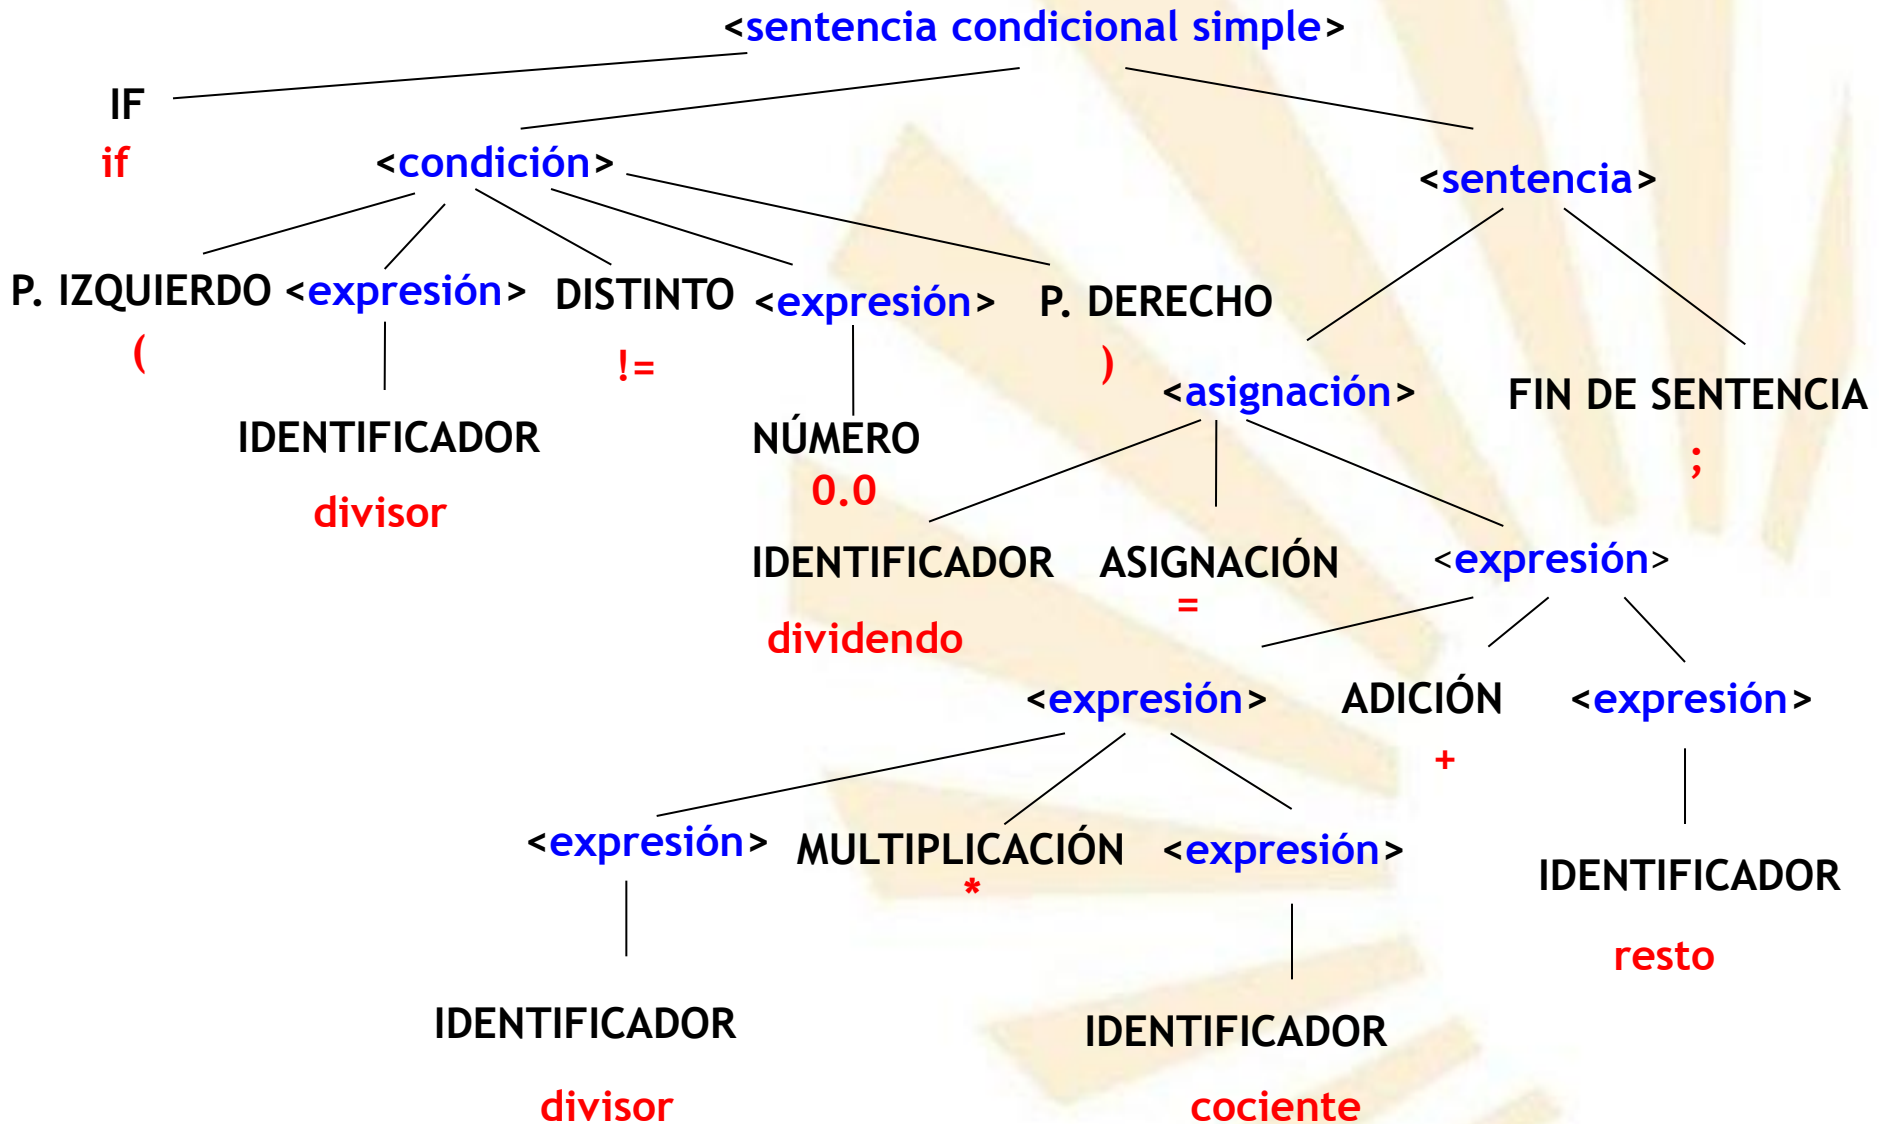 <sentencia condicional simple>
IF
if
<condición>
<sentencia>
P. IZQUIERDO <expresión> DISTINTO <expresión> P. DERECHO
( != )
<asignación> FIN DE SENTENCIA
IDENTIFICADOR NÚMERO
;
divisor 0.0
IDENTIFICADOR ASIGNACIÓN <expresión>
=
dividendo
<expresión> ADICIÓN <expresión>
+
<expresión> MULTIPLICACIÓN <expresión>
*
IDENTIFICADOR
resto
IDENTIFICADOR IDENTIFICADOR
divisor cociente